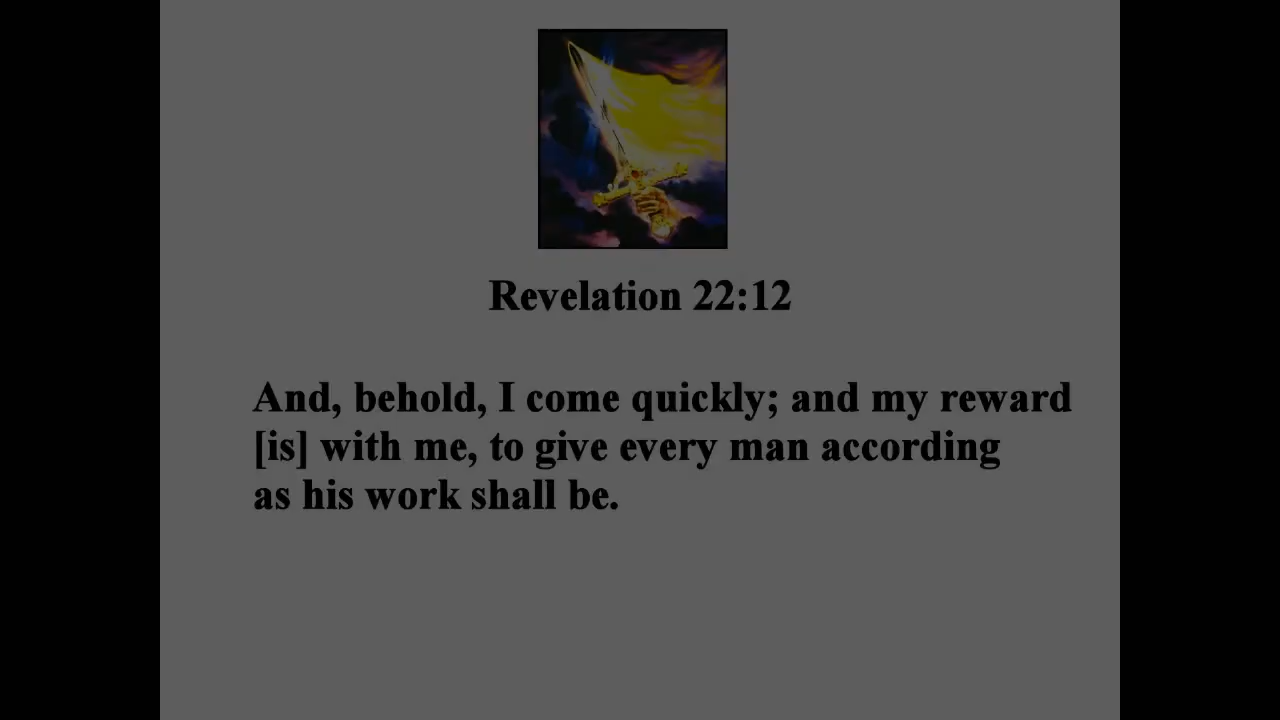 Revelation 22:12
And, behold, I come quickly; and my reward
[is] with me, to give every man according
as his work shall be.